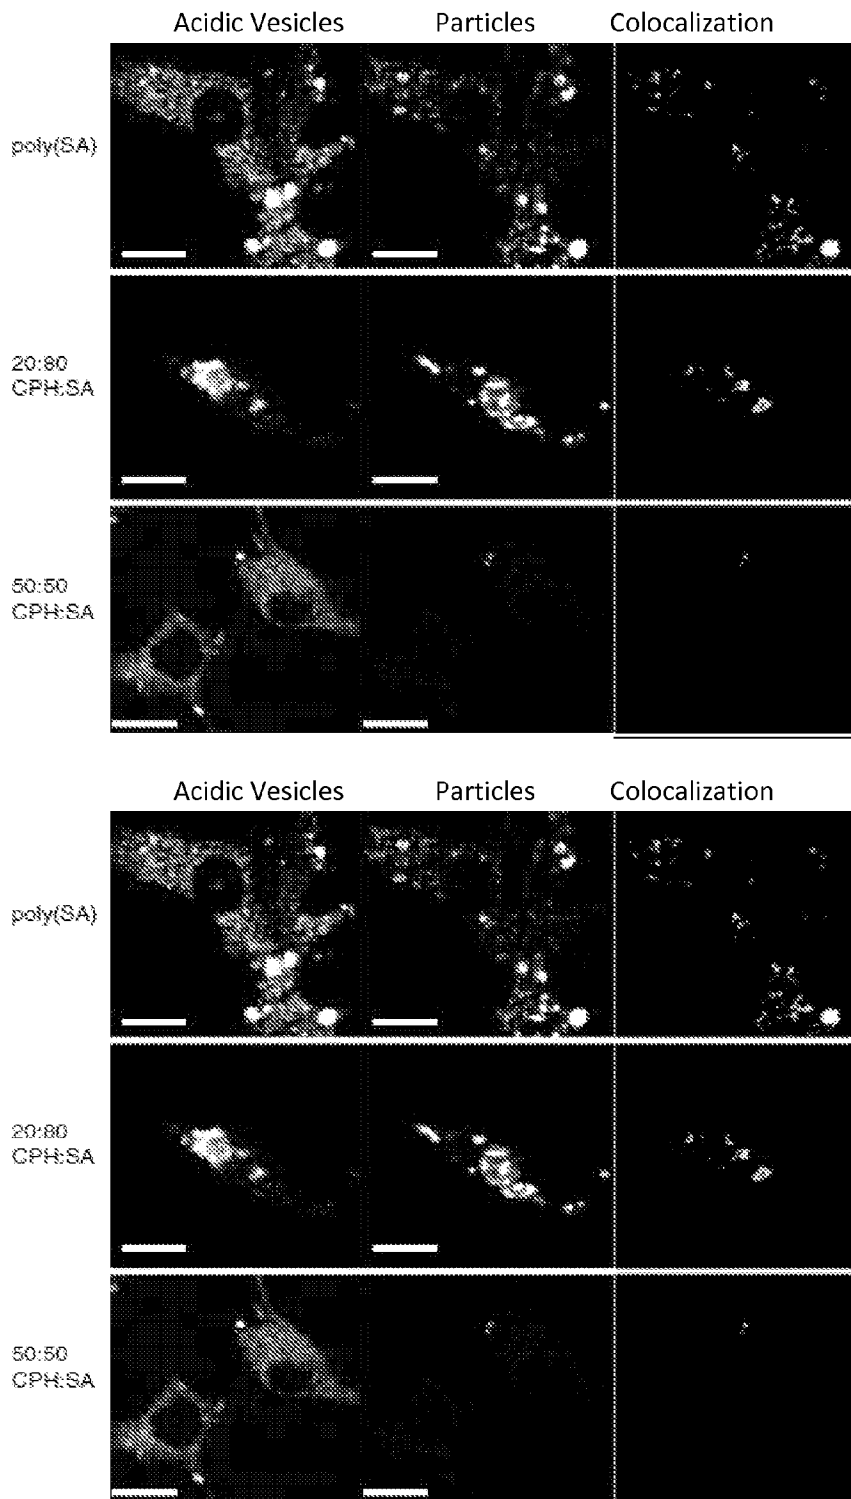 Acidic Vesicles Particles Colocalization
poly(SA)
20:80
CPH:SA
50:50
CPH:SA
Acidic Vesicles Particles Colocalization
poly(SA)
20:80
CPH:SA
50:50
CPH:SA